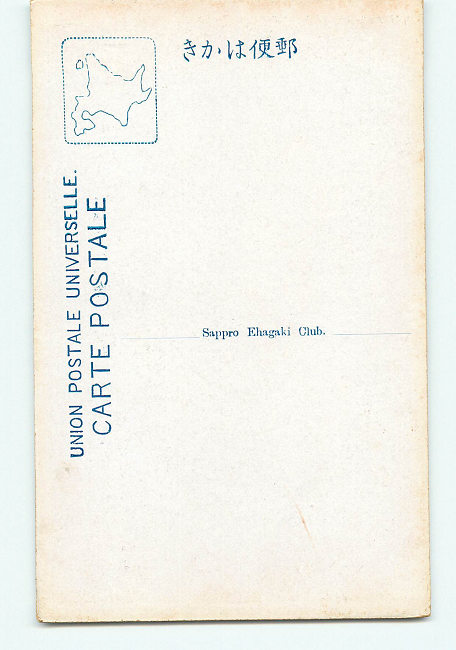 きかは便郵
UNION POSTALE UNIVERSELLE.
CARTE POSTALE
Sappro Ehagaki Club.